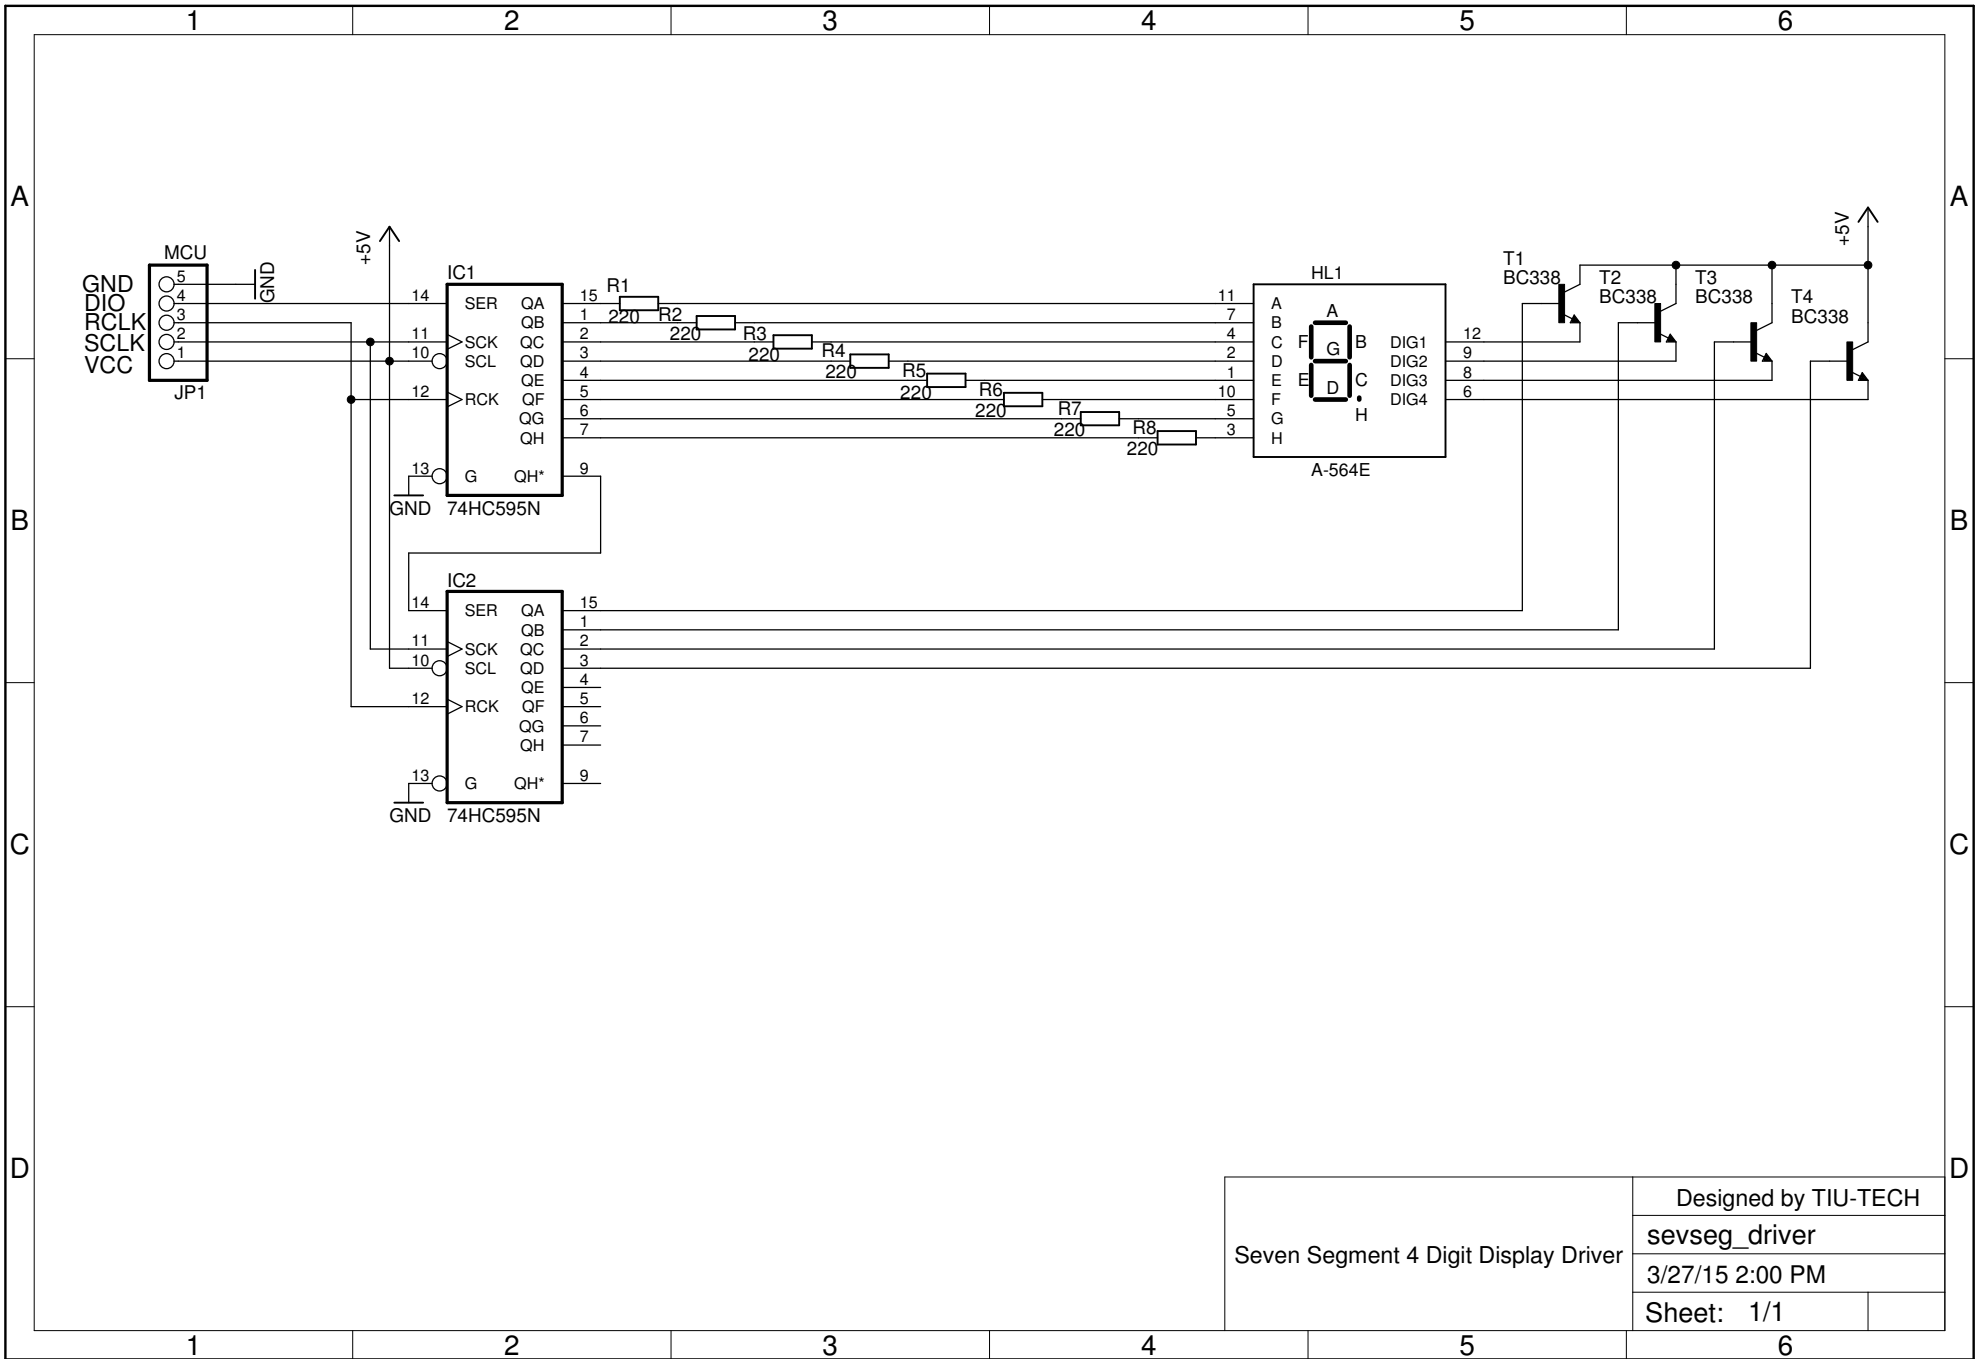 1 2 3 4 5 6
A A
+5V
+5V
MCU
GND 5 GND
DIO 4
RCLK 3
SCLK 2
VCC 1
JP1
IC1
14 SER QA 15
QB 1
11 SCK QC 2
10 SCL QD 3
QE 4
12 RCK QF 5
QG 6
QH 7
13 G QH* 9
GND 74HC595N
R1
220
R2
220
R3
220
R4
220
R5
220
R6
220
R7
220
R8
220
HL1
11 A
7 B
4 C DIG1 12
2 D DIG2 9
1 E DIG3 8
10 F DIG4 6
5 G
3 H
A
F G B
E D C
H
A-564E
T1
BC338
T2
BC338
T3
BC338
T4
BC338
B B
IC2
14 SER QA 15
QB 1
11 SCK QC 2
10 SCL QD 3
QE 4
12 RCK QF 5
QG 6
QH 7
13 G QH* 9
GND 74HC595N
C C
D D
Seven Segment 4 Digit Display Driver
Designed by TIU-TECH
sevseg_driver
3/27/15 2:00 PM
Sheet: 1/1
1 2 3 4 5 6